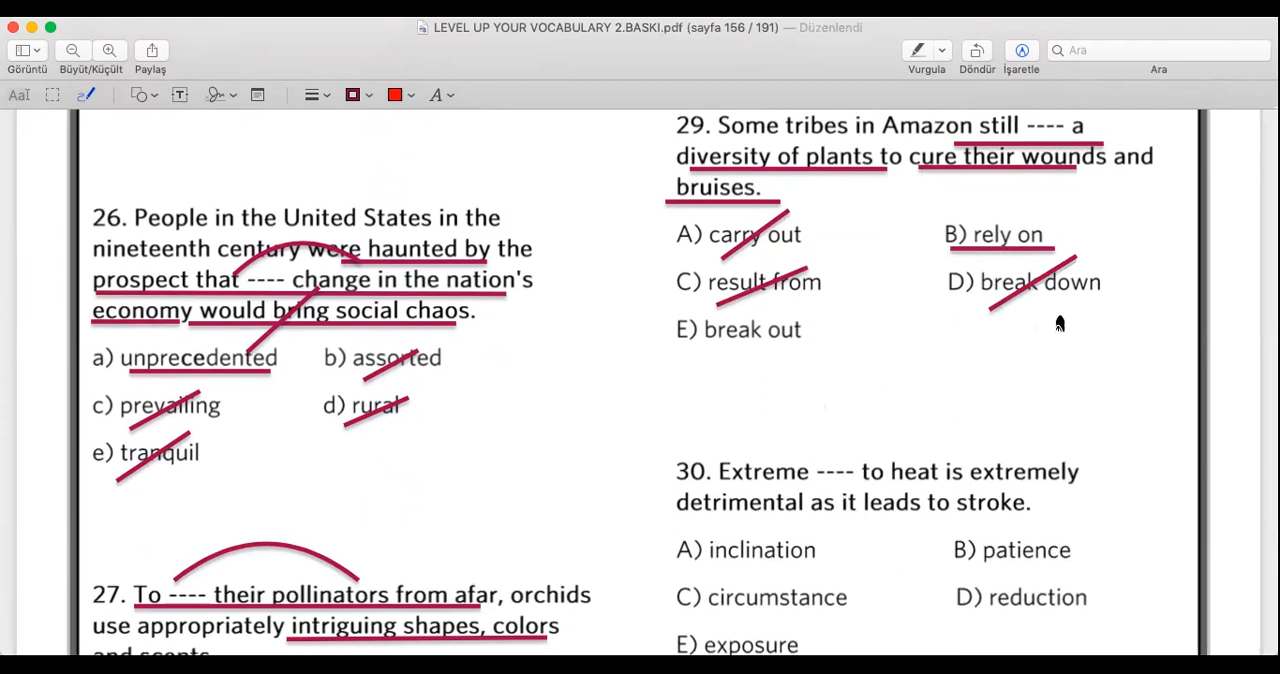 LEVEL UP YOUR VOCABULARY 2.BASKI.pdf (sayfa 156 / 191) — Düzenlendi
Ara
Görüntü Büyüt/Küçült Paylaş Vurgula Döndür İşaretle Ara
AaI T A
26. People in the United States in the
nineteenth century were haunted by the
prospect that ---- change in the nation's
economy would bring social chaos.
a) unprecedented b) assorted
c) prevailing d) rural
e) tranquil
27. To ---- their pollinators from afar, orchids
use appropriately intriguing shapes, colors
and scents.
29. Some tribes in Amazon still ---- a
diversity of plants to cure their wounds and
bruises.
A) carry out B) rely on
C) result from D) break down
E) break out
30. Extreme ---- to heat is extremely
detrimental as it leads to stroke.
A) inclination B) patience
C) circumstance D) reduction
E) exposure